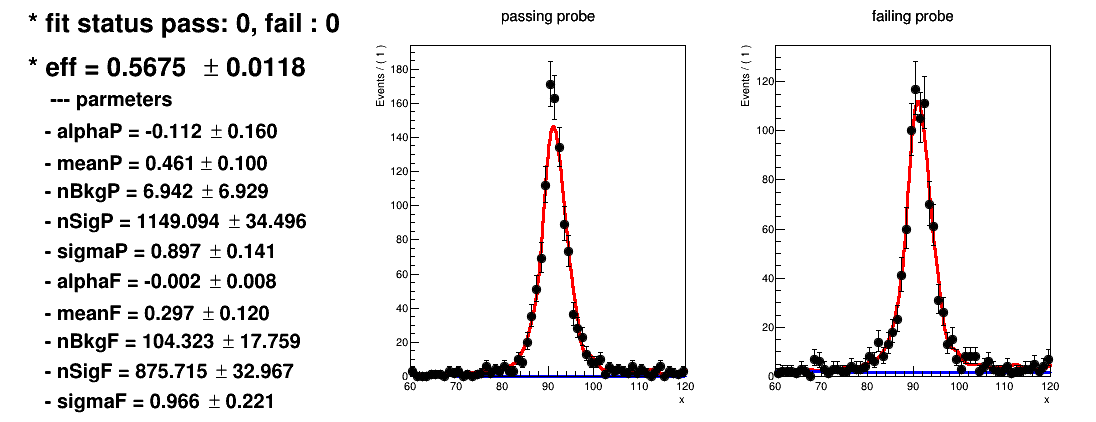 * fit status pass: 0, fail : 0
* eff = 0.5675 ± 0.0118
--- parmeters
- alphaP = -0.112 ± 0.160
- meanP = 0.461 ± 0.100
- nBkgP = 6.942 ± 6.929
- nSigP = 1149.094 ± 34.496
- sigmaP = 0.897 ± 0.141
- alphaF = -0.002 ± 0.008
- meanF = 0.297 ± 0.120
- nBkgF = 104.323 ± 17.759
- nSigF = 875.715 ± 32.967
- sigmaF = 0.966 ± 0.221
passing probe
Events / ( 1 )
180
160
140
120
100
80
60
40
20
0
60 70 80 90 100 110 120
x
failing probe
Events / ( 1 )
120
100
80
60
40
20
0
60 70 80 90 100 110 120
x